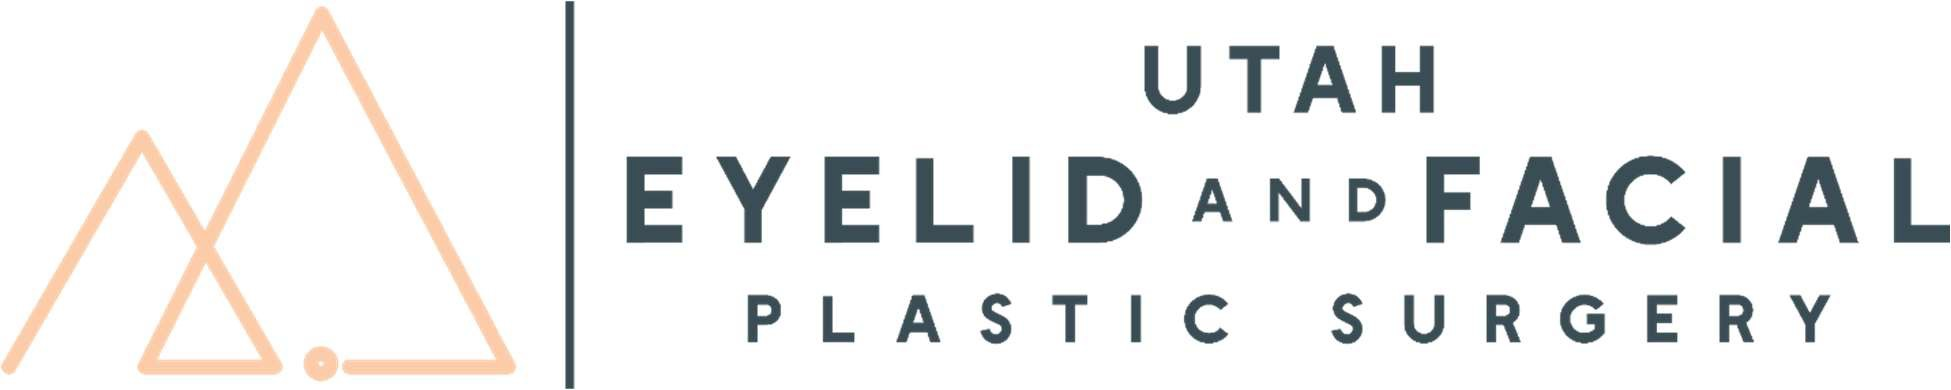 UTAH
EYELID AND FACIAL
PLASTIC SURGERY